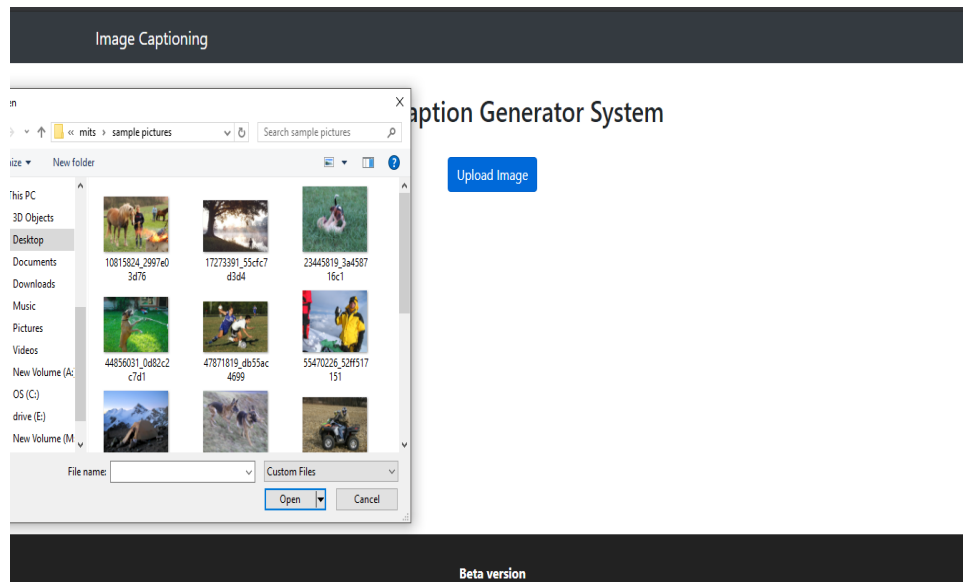 Image Captioning
en
aption Generator System
« mits › sample pictures
Search sample pictures
nize
New folder
Upload Image
This PC
3D Objects
Desktop
Documents
Downloads
Music
Pictures
Videos
New Volume (A:
OS (C:)
drive (E:)
New Volume (M
10815824_2997e0
3d76
17273391_55cfc7
d3d4
23445819_3a4587
16c1
44856031_0d82c2
c7d1
47871819_db55ac
4699
55470226_52ff517
151
File name:
Custom Files
Open
Cancel
Beta version